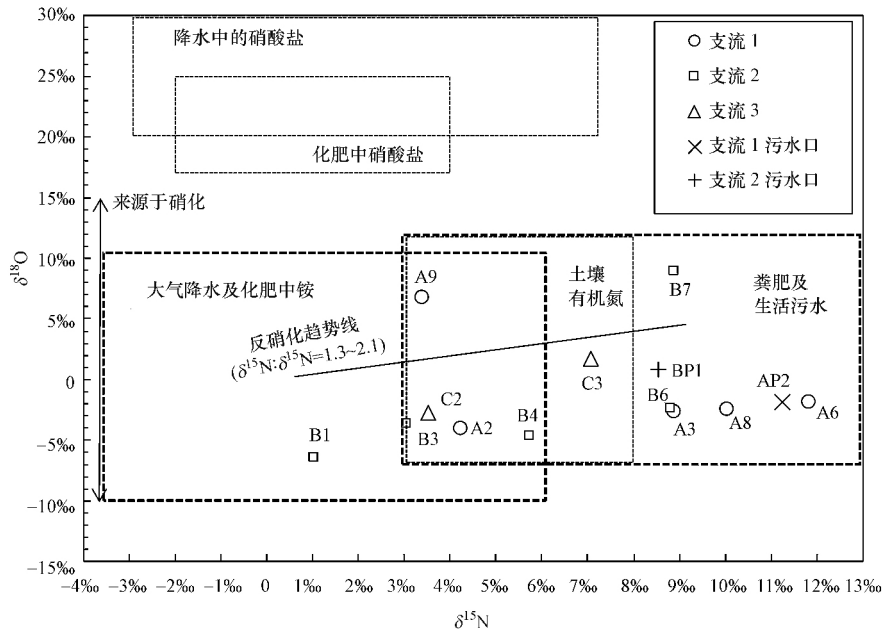 30‰
25‰
20‰
15‰
10‰
5‰
0
−5‰
−10‰
−15‰
δ¹⁸O
降水中的硝酸盐
化肥中硝酸盐
支流 1
支流 2
支流 3
支流 1 污水口
支流 2 污水口
来源于硝化
大气降水及化肥中铵
A9
土壤
有机氮
B7
粪肥及
生活污水
反硝化趋势线
(δ¹⁵N:δ¹⁵N=1.3~2.1)
C3
BP1
B6
AP2
C2
B4
B1
B3
A2
A3
A8
A6
−4‰ −3‰ −2‰ −1‰ 0 1‰ 2‰ 3‰ 4‰ 5‰ 6‰ 7‰ 8‰ 9‰ 10‰ 11‰ 12‰ 13‰
δ¹⁵N